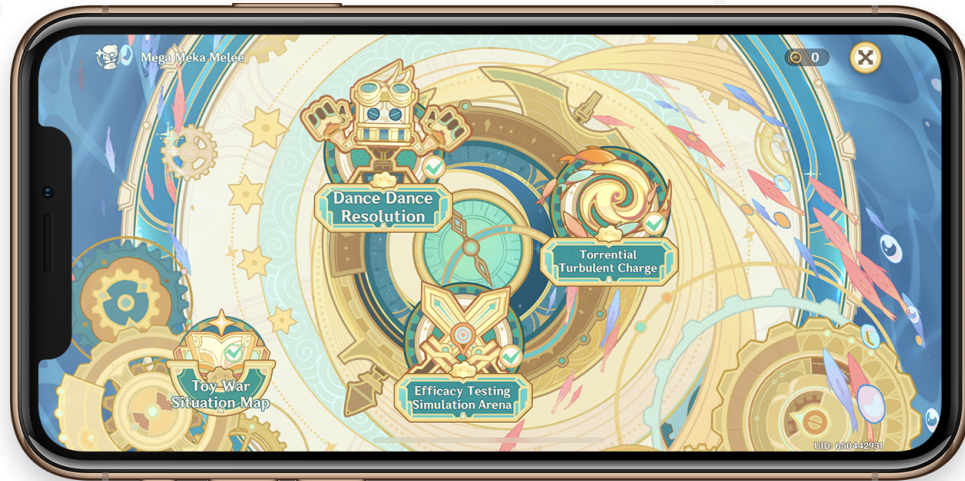 Mega Meka Melee
0
Dance Dance
Resolution
Torrential
Turbulent Charge
Toy War
Situation Map
Efficacy Testing
Simulation Arena
UID: 650442931